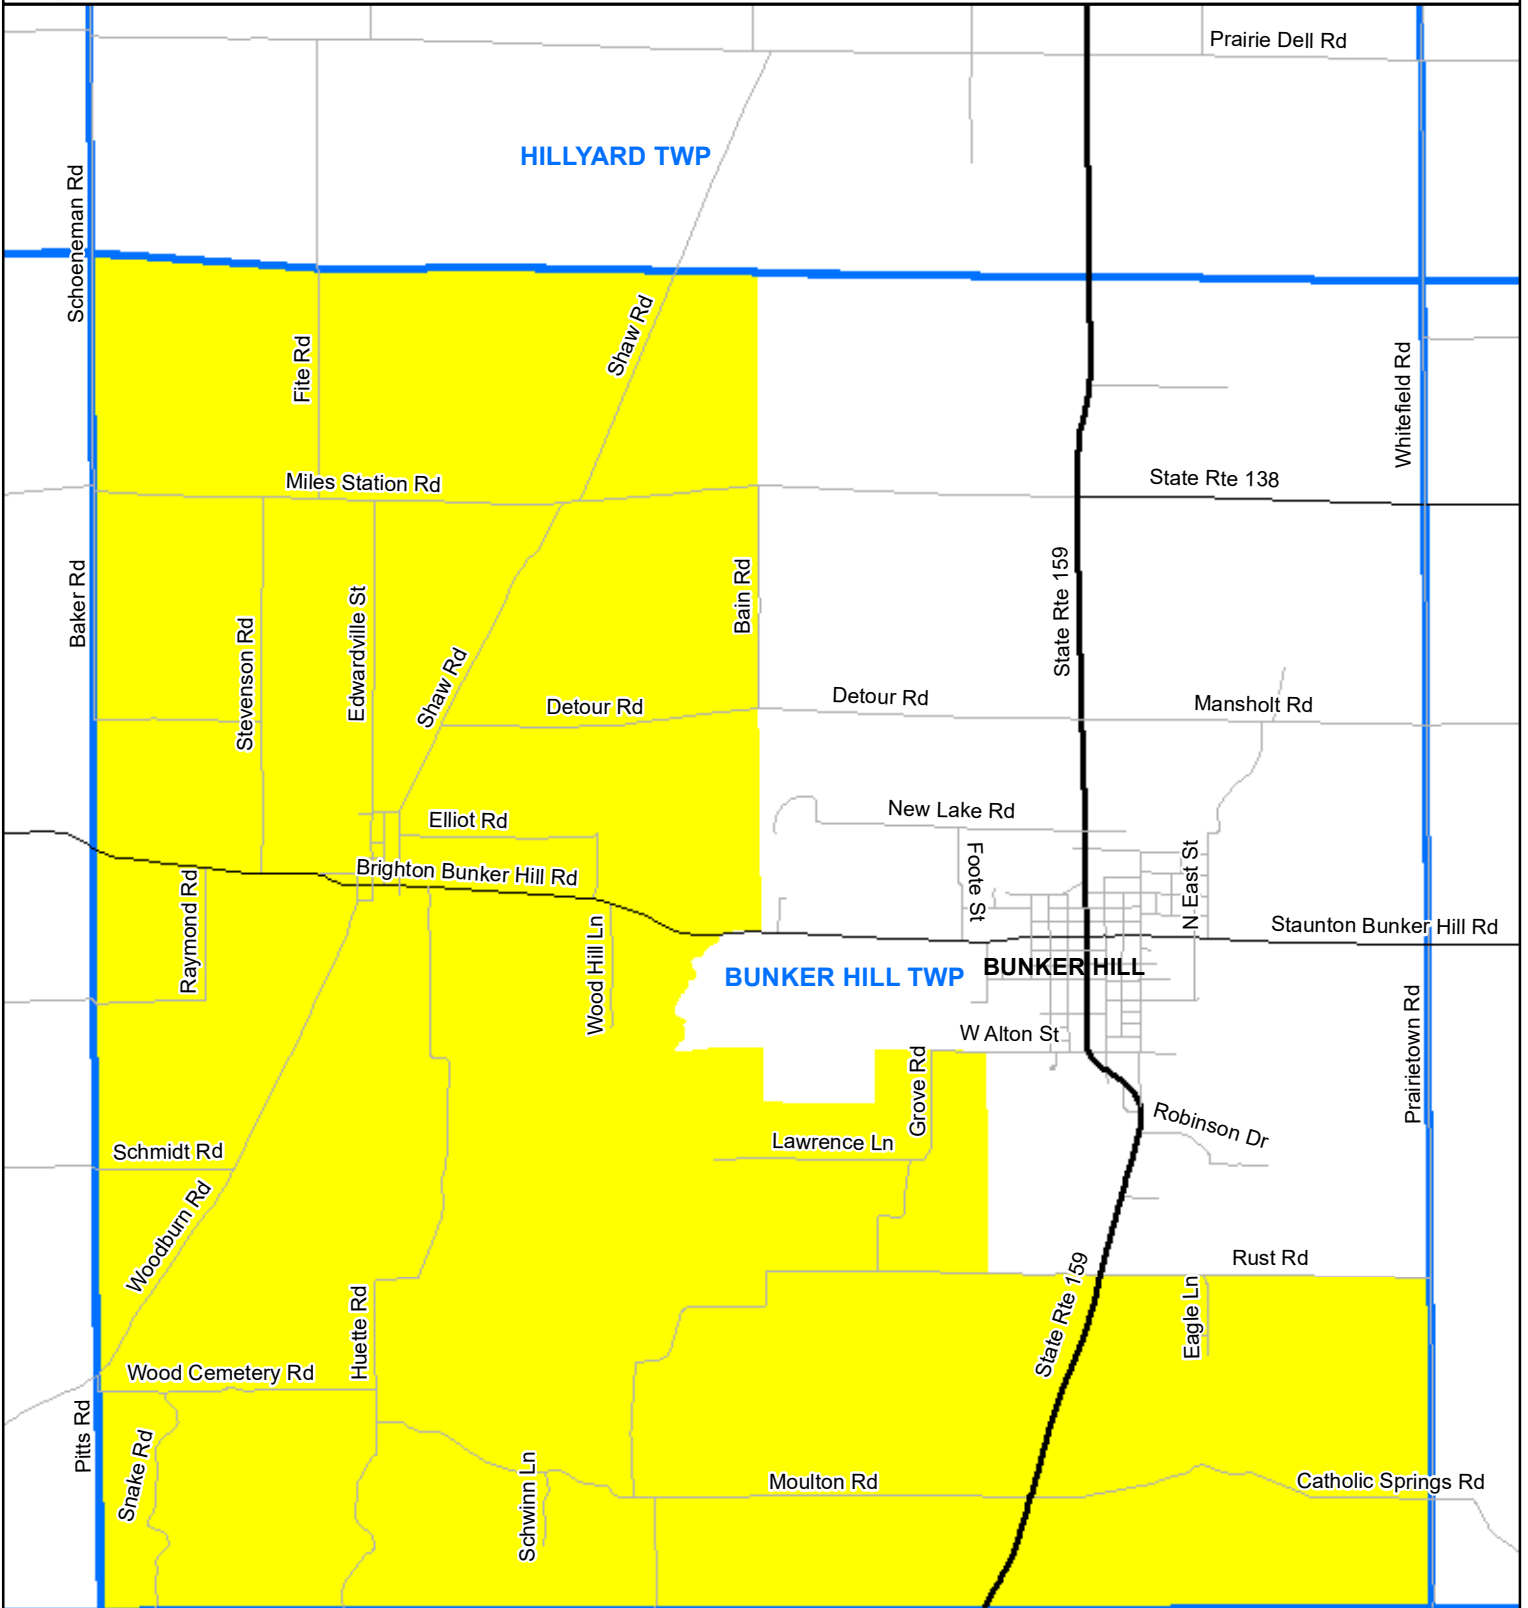 Prairie Dell Rd
HILLYARD TWP
Schoeneman Rd
Shaw Rd
Fite Rd
Whitefield Rd
Miles Station Rd
State Rte 138
Baker Rd
Bain Rd
State Rte 159
Stevenson Rd
Edwardville St
Shaw Rd
Detour Rd
Detour Rd
Mansholt Rd
New Lake Rd
Elliot Rd
Foote St
N East St
Brighton Bunker Hill Rd
Raymond Rd
Wood Hill Ln
Staunton Bunker Hill Rd
BUNKER HILL TWP
BUNKER HILL
W Alton St
Prairietown Rd
Grove Rd
Robinson Dr
Lawrence Ln
Schmidt Rd
Woodburn Rd
Rust Rd
Huette Rd
State Rte 159
Eagle Ln
Wood Cemetery Rd
Pitts Rd
Snake Rd
Schwinn Ln
Moulton Rd
Catholic Springs Rd